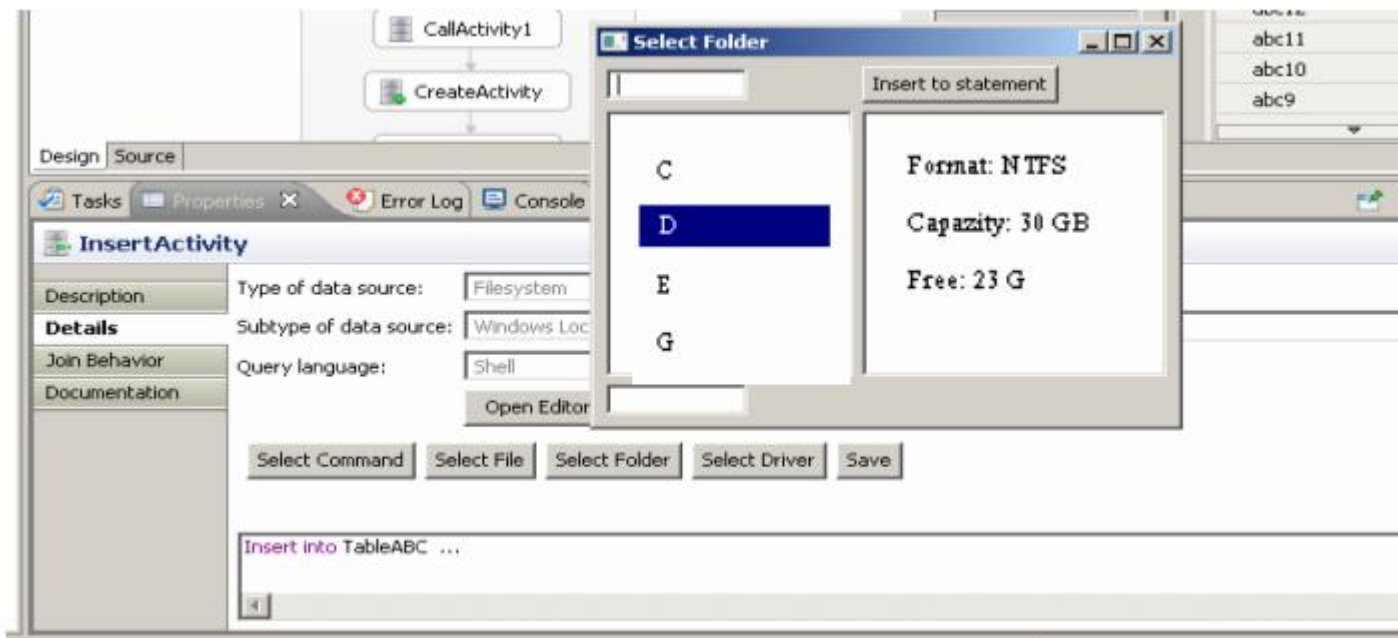 CallActivity1
CreateActivity
Select Folder
Insert to statement
abc11
abc10
abc9
C
D
E
G
Format: NTFS
Capazity: 30 GB
Free: 23 G
Design Source
Tasks Properties Error Log Console
InsertActivity
Description
Details
Join Behavior
Documentation
Type of data source: Filesystem
Subtype of data source: Windows Loc
Query language: Shell
Open Editor
Select Command Select File Select Folder Select Driver Save
Insert into TableABC ...